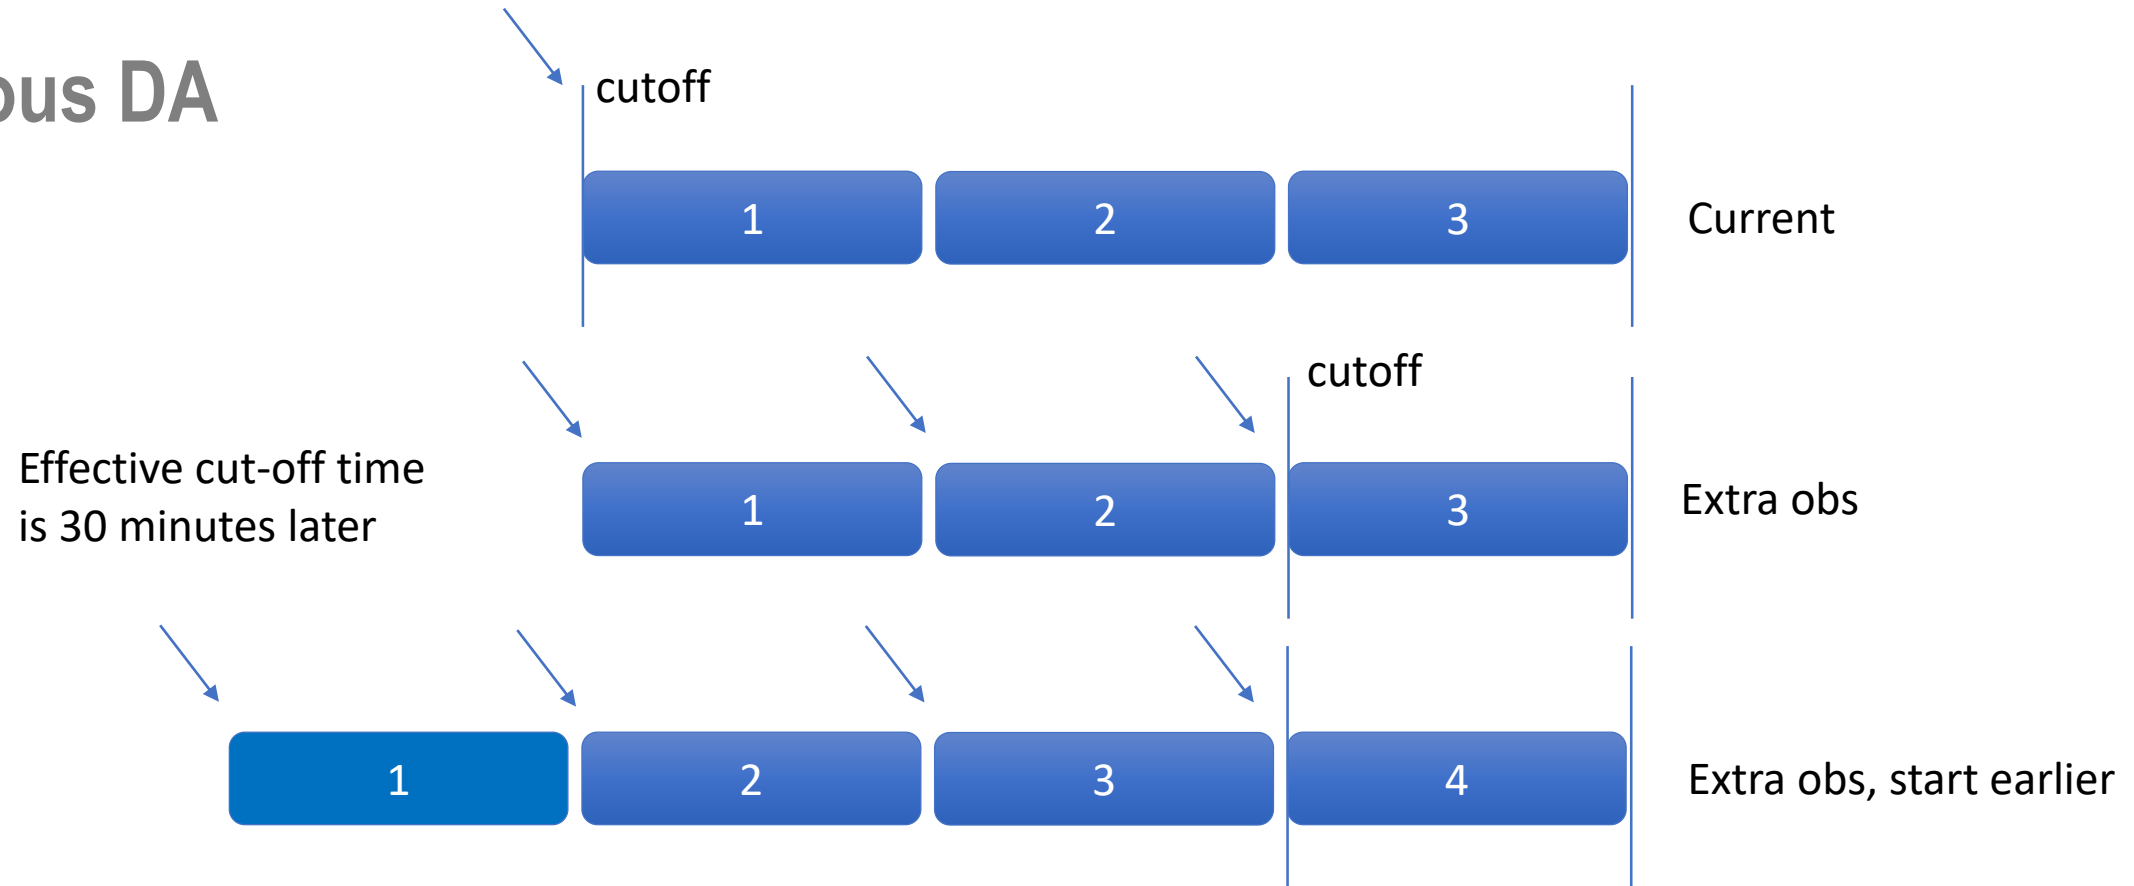 ous DA
cutoff
1 2 3 Current
cutoff
Effective cut-off time
is 30 minutes later
1 2 3 Extra obs
1 2 3 4 Extra obs, start earlier